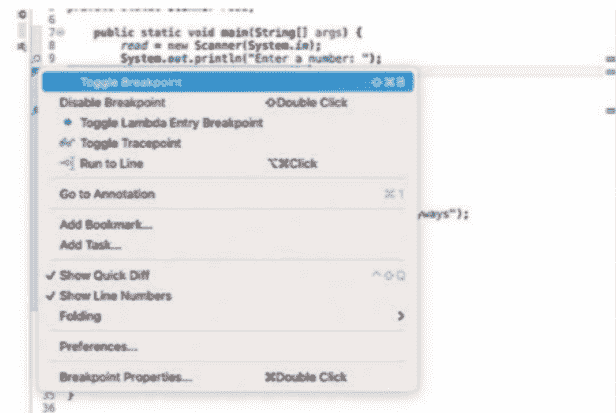 6
7 public static void main(String[] args) {
8 read = new Scanner(System.in);
9 System.out.println("Enter a number: ");
Toggle Breakpoint ⇧⌘B
Disable Breakpoint ⇧Double Click
Toggle Lambda Entry Breakpoint
Toggle Tracepoint
Run to Line ⌥⌘Click
Go to Annotation ⌘1
ways");
Add Bookmark...
Add Task...
✓ Show Quick Diff ^⇧Q
✓ Show Line Numbers
Folding >
Preferences...
Breakpoint Properties... ⌘Double Click
35 }
36